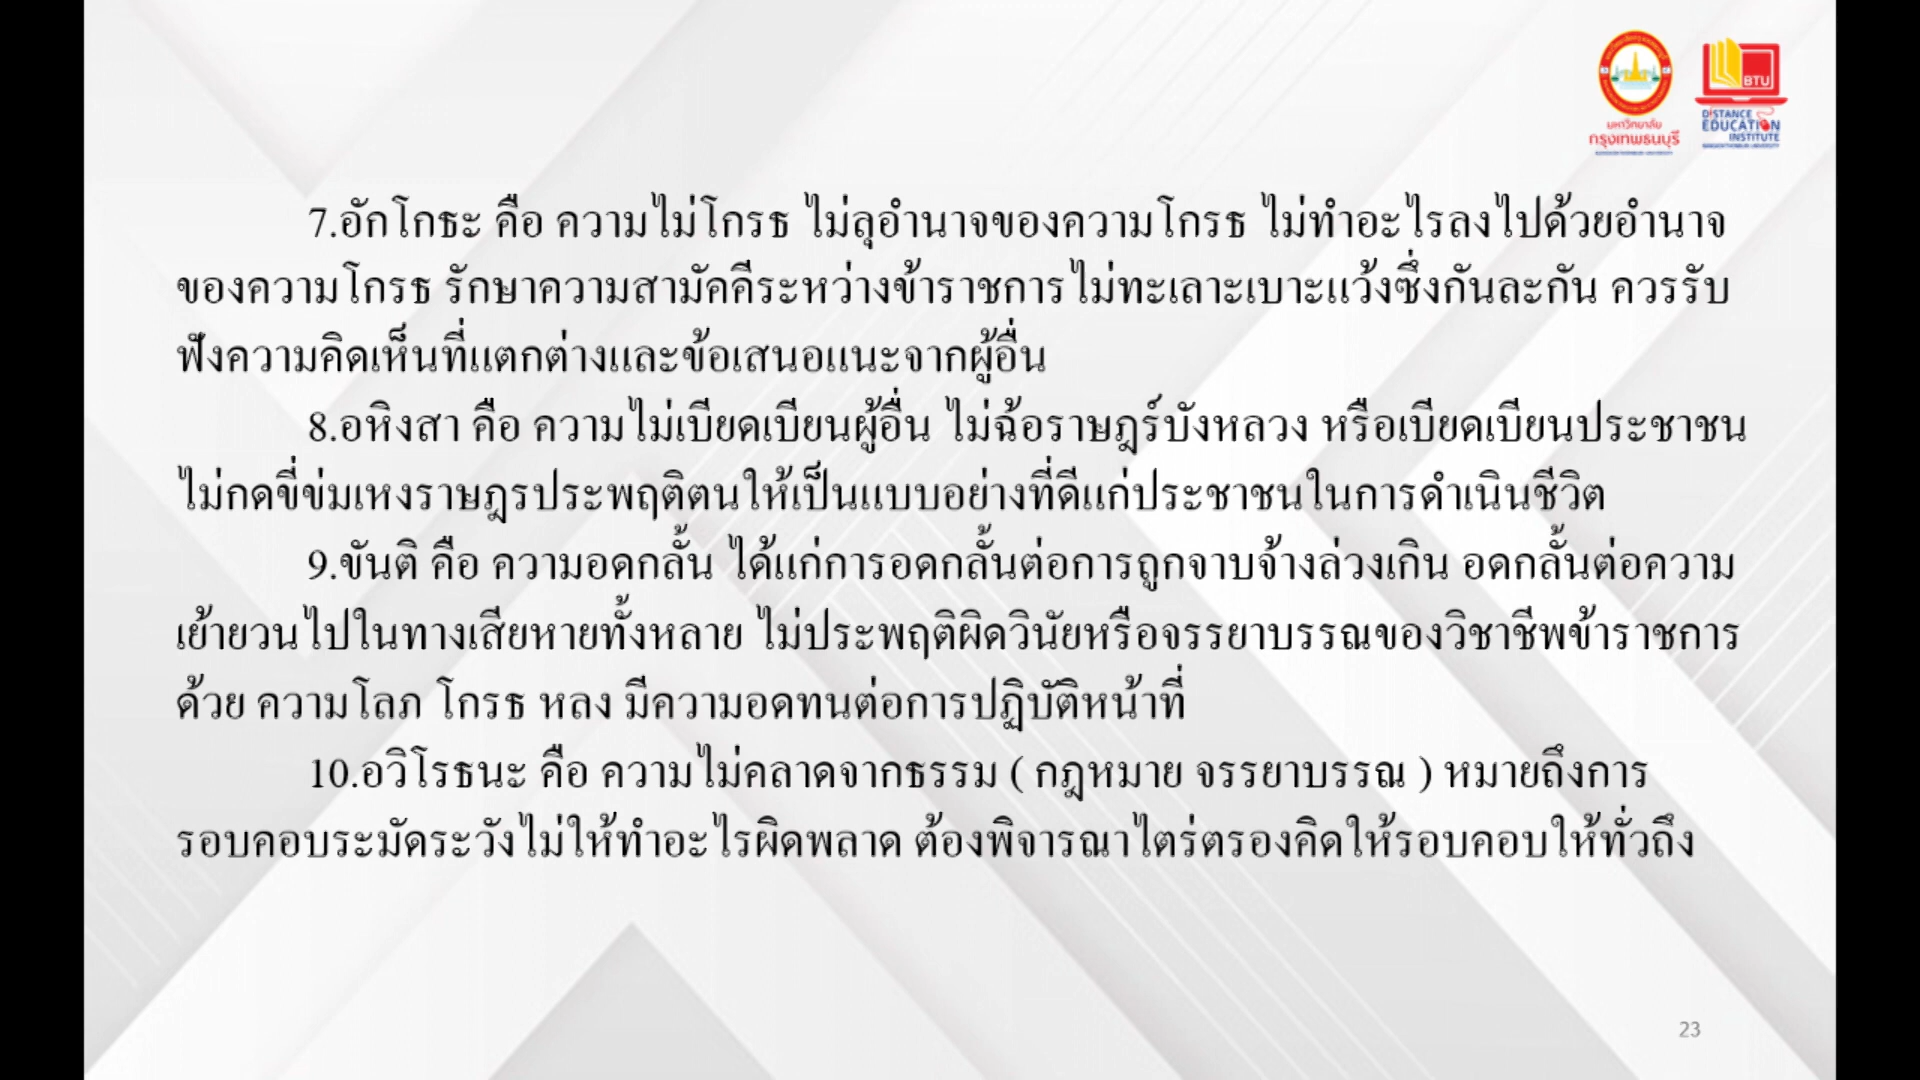 มหาวิทยาลัย
กรุงเทพธนบุรี
BTU
DISTANCE
EDUCATION
INSTITUTE
7.อักโกธะ คือ ความไม่โกรธ ไม่ลุอำนาจของความโกรธ ไม่ทำอะไรลงไปด้วยอำนาจ
ของความโกรธ รักษาความสามัคคีระหว่างข้าราชการไม่ทะเลาะเบาะแว้งซึ่งกันละกัน ควรรับ
ฟังความคิดเห็นที่แตกต่างและข้อเสนอแนะจากผู้อื่น
8.อหิงสา คือ ความไม่เบียดเบียนผู้อื่น ไม่ฉ้อราษฎร์บังหลวง หรือเบียดเบียนประชาชน
ไม่กดขี่ข่มเหงราษฎรประพฤติตนให้เป็นแบบอย่างที่ดีแก่ประชาชนในการดำเนินชีวิต
9.ขันติ คือ ความอดกลั้น ได้แก่การอดกลั้นต่อการถูกจาบจ้างล่วงเกิน อดกลั้นต่อความ
เย้ายวนไปในทางเสียหายทั้งหลาย ไม่ประพฤติผิดวินัยหรือจรรยาบรรณของวิชาชีพข้าราชการ
ด้วย ความโลภ โกรธ หลง มีความอดทนต่อการปฏิบัติหน้าที่
10.อวิโรธนะ คือ ความไม่คลาดจากธรรม ( กฎหมาย จรรยาบรรณ ) หมายถึงการ
รอบคอบระมัดระวังไม่ให้ทำอะไรผิดพลาด ต้องพิจารณาไตร่ตรองคิดให้รอบคอบให้ทั่วถึง
23